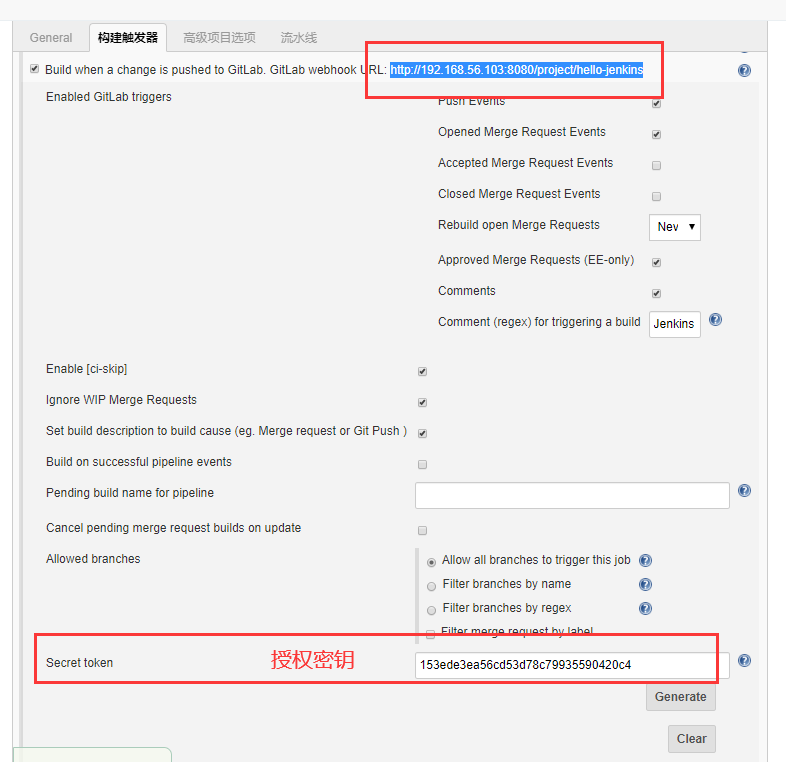 General 构建触发器 高级项目选项 流水线
Build when a change is pushed to GitLab. GitLab webhook URL: http://192.168.56.103:8080/project/hello-jenkins
Enabled GitLab triggers
Push Events
Opened Merge Request Events
Accepted Merge Request Events
Closed Merge Request Events
Rebuild open Merge Requests
Approved Merge Requests (EE-only)
Comments
Comment (regex) for triggering a build Jenkins
Enable [ci-skip]
Ignore WIP Merge Requests
Set build description to build cause (eg. Merge request or Git Push )
Build on successful pipeline events
Pending build name for pipeline
Cancel pending merge request builds on update
Allowed branches
Allow all branches to trigger this job
Filter branches by name
Filter branches by regex
Filter merge request by label
Secret token 授权密钥 153ede3ea56cd53d78c79935590420c4
Generate
Clear